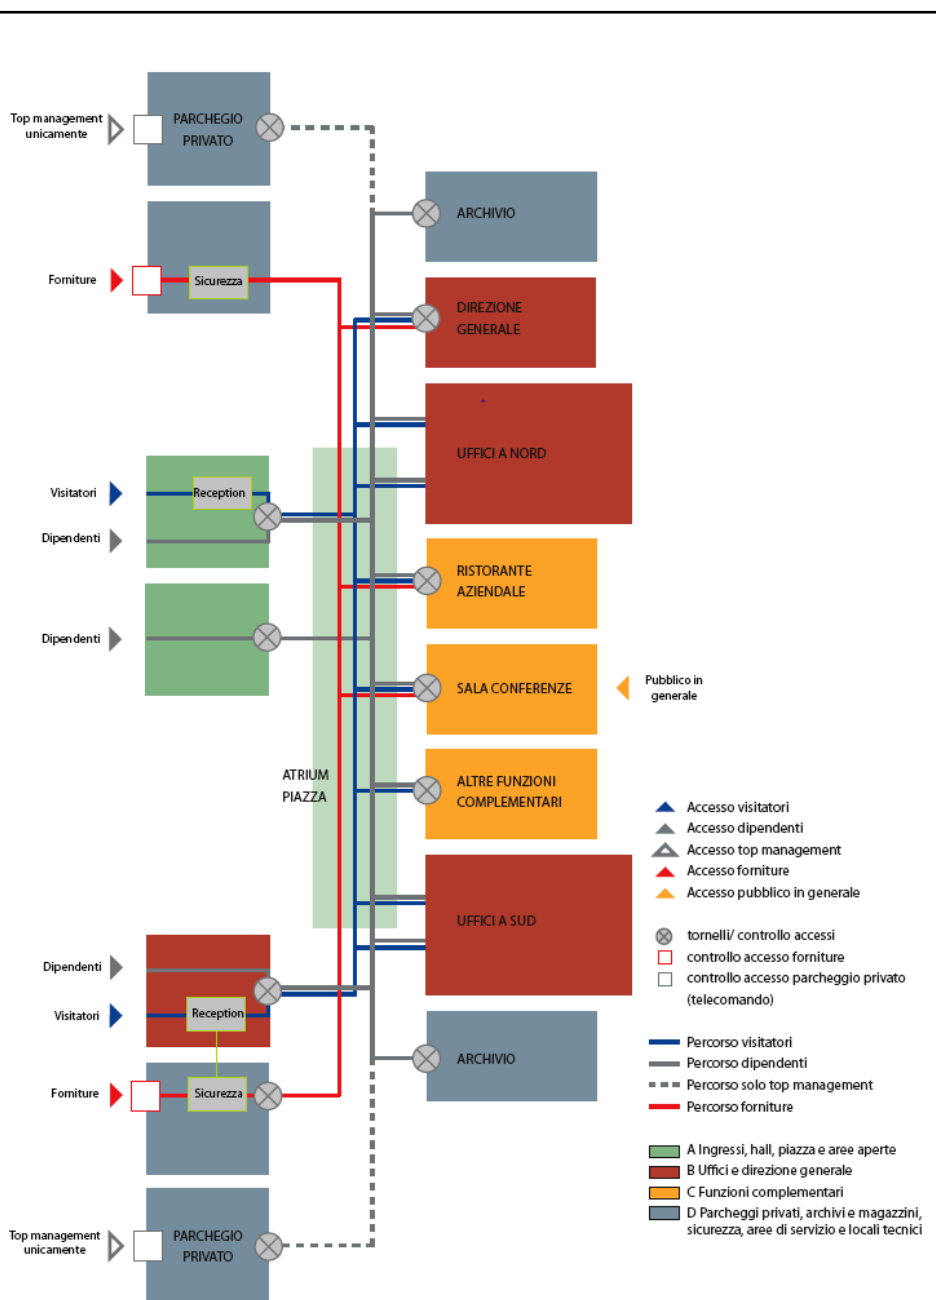 Top management
unicamente
PARCHEGIO
PRIVATO
ARCHIVIO
Forniture
Sicurezza
DIREZIONE
GENERALE
UFFICI A NORD
Visitatori
Reception
Dipendenti
RISTORANTE
AZIENDALE
Dipendenti
SALA CONFERENZE
Pubblico in
generale
ATRIUM
PIAZZA
ALTRE FUNZIONI
COMPLEMENTARI
UFFICI A SUD
Dipendenti
Visitatori
Reception
ARCHIVIO
Forniture
Sicurezza
Top management
unicamente
PARCHEGIO
PRIVATO
Accesso visitatori
Accesso dipendenti
Accesso top management
Accesso forniture
Accesso pubblico in generale
tornelli/ controllo accessi
controllo accesso forniture
controllo accesso parcheggio privato
(telecomando)
Percorso visitatori
Percorso dipendenti
Percorso solo top management
Percorso forniture
A Ingressi, hall, piazza e aree aperte
B Uffici e direzione generale
C Funzioni complementari
D Parcheggi privati, archivi e magazzini,
sicurezza, aree di servizio e locali tecnici